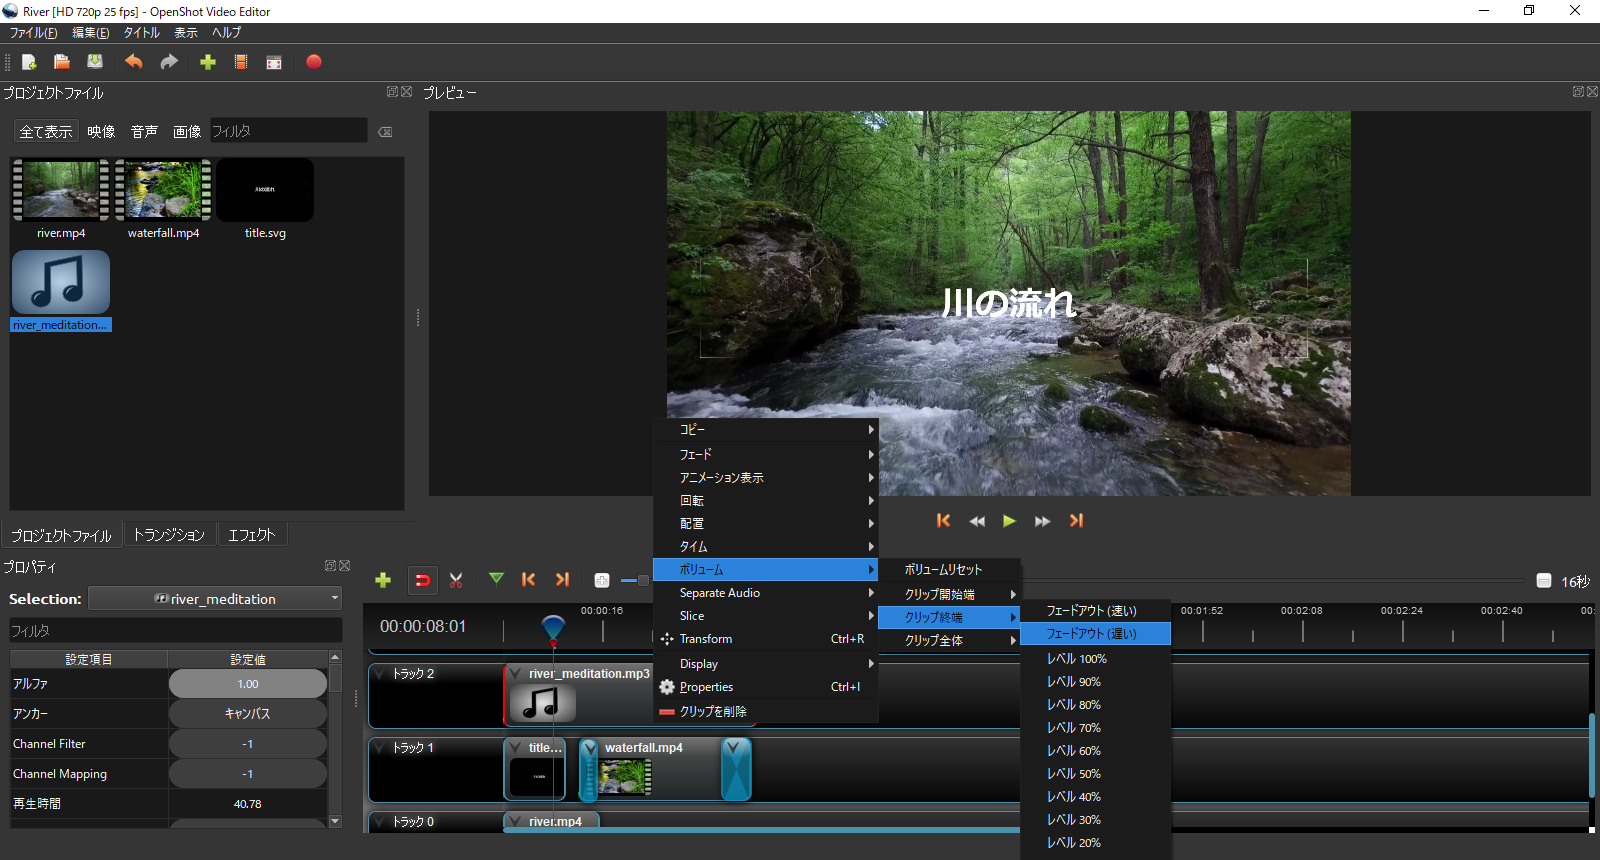 River [HD 720p 25 fps] - OpenShot Video Editor
ファイル(F) 編集(E) タイトル 表示 ヘルプ
プロジェクトファイル
全て表示 映像 音声 画像 フィルタ
川の流れ
river.mp4 waterfall.mp4 title.svg
river_meditation...
プロジェクトファイル トランジション エフェクト
プレビュー
川の流れ
プロパティ
Selection: river_meditation
フィルタ
設定項目 設定値
アルファ 1.00
アンカー キャンバス
Channel Filter -1
Channel Mapping -1
再生時間 40.78
16秒
00:00:08:01
00:00:16 00:01:52 00:02:08 00:02:24 00:02:40 00:
トラック 2 river_meditation.mp3
トラック 1 title... waterfall.mp4
トラック 0 river.mp4
コピー
フェード
アニメーション表示
回転
配置
タイム
ボリューム
Separate Audio
Slice
Transform Ctrl+R
Display
Properties Ctrl+I
クリップを削除
ボリュームリセット
クリップ開始端
クリップ終端
クリップ全体
フェードアウト (速い)
フェードアウト (遅い)
レベル 100%
レベル 90%
レベル 80%
レベル 70%
レベル 60%
レベル 50%
レベル 40%
レベル 30%
レベル 20%